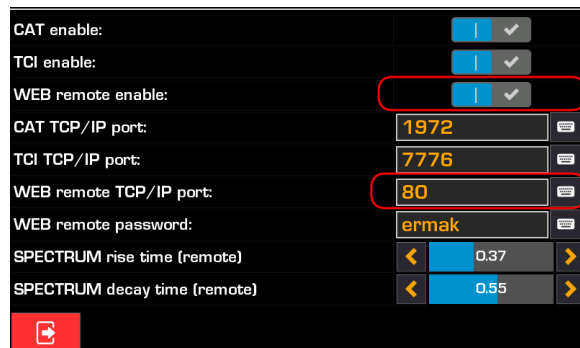 CAT enable:
TCI enable:
WEB remote enable:
CAT TCP/IP port: 1972
TCI TCP/IP port: 7776
WEB remote TCP/IP port: 80
WEB remote password: ermak
SPECTRUM rise time (remote) 0.37
SPECTRUM decay time (remote) 0.55